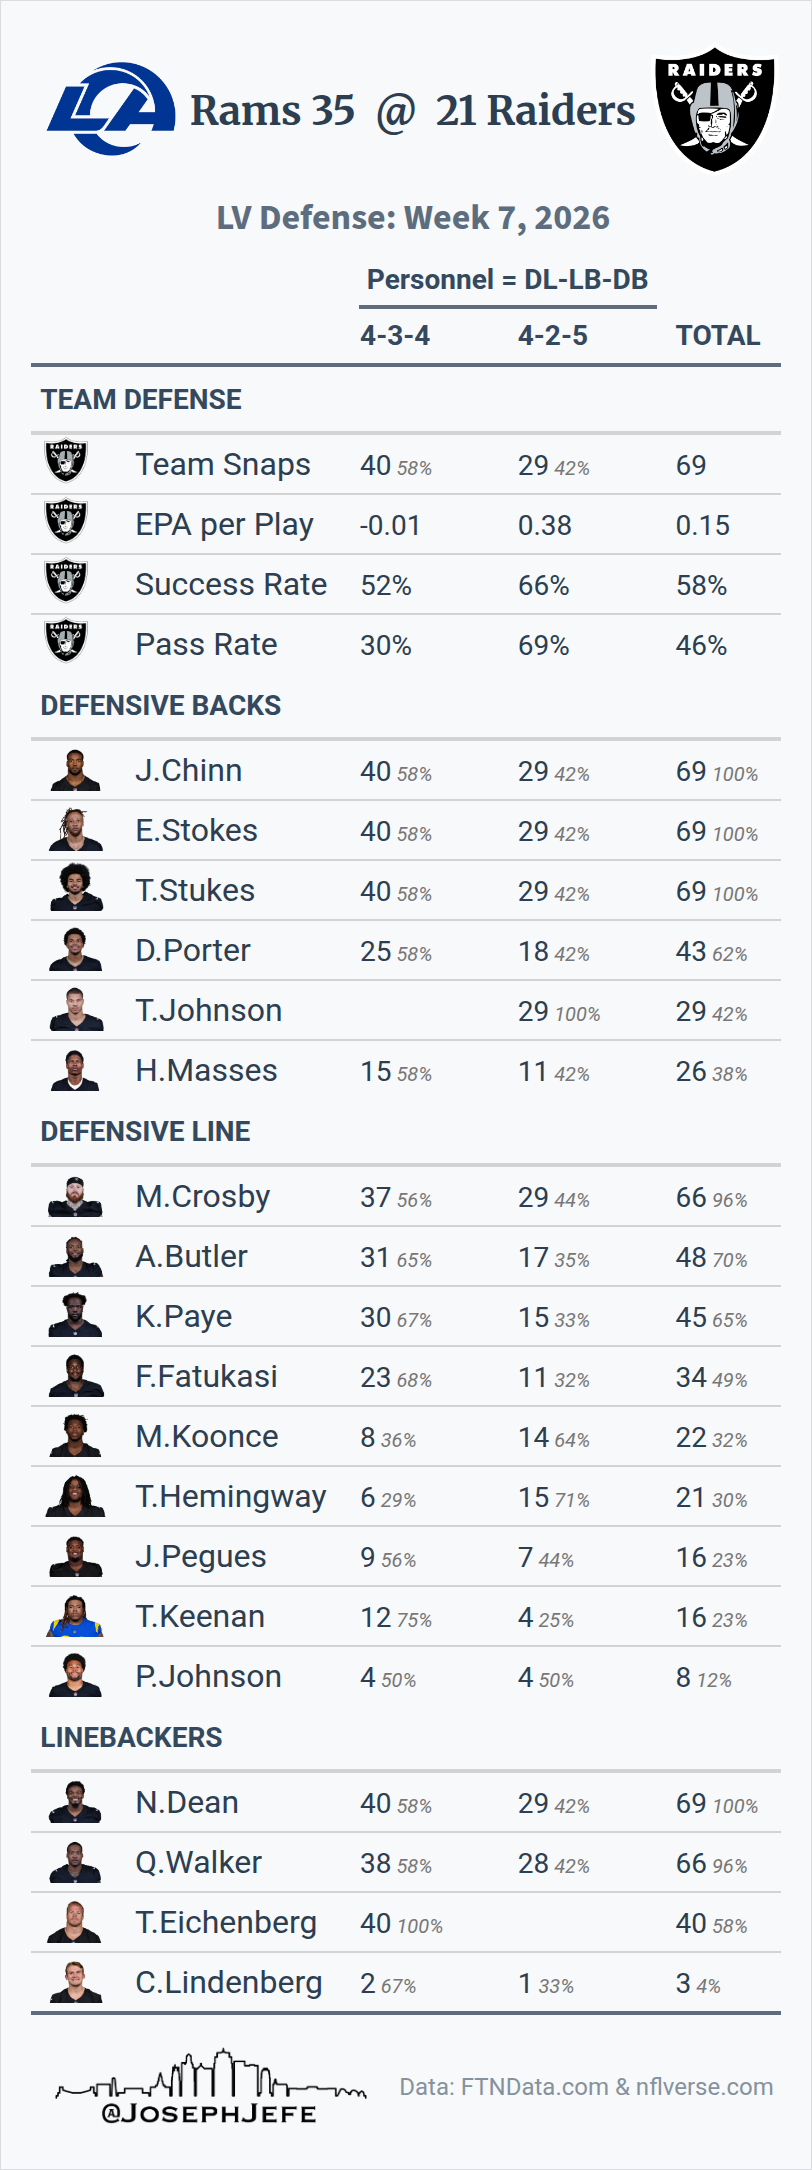 RAIDERS
Rams 35 @ 21 Raiders
LV Defense: Week 7, 2026
Personnel = DL-LB-DB
4-3-4 4-2-5 TOTAL
TEAM DEFENSE
Team Snaps 40 58% 29 42% 69
EPA per Play -0.01 0.38 0.15
Success Rate 52% 66% 58%
Pass Rate 30% 69% 46%
DEFENSIVE BACKS
J.Chinn 40 58% 29 42% 69 100%
E.Stokes 40 58% 29 42% 69 100%
T.Stukes 40 58% 29 42% 69 100%
D.Porter 25 58% 18 42% 43 62%
T.Johnson 29 100% 29 42%
H.Masses 15 58% 11 42% 26 38%
DEFENSIVE LINE
M.Crosby 37 56% 29 44% 66 96%
A.Butler 31 65% 17 35% 48 70%
K.Paye 30 67% 15 33% 45 65%
F.Fatukasi 23 68% 11 32% 34 49%
M.Koonce 8 36% 14 64% 22 32%
T.Hemingway 6 29% 15 71% 21 30%
J.Pegues 9 56% 7 44% 16 23%
T.Keenan 12 75% 4 25% 16 23%
P.Johnson 4 50% 4 50% 8 12%
LINEBACKERS
N.Dean 40 58% 29 42% 69 100%
Q.Walker 38 58% 28 42% 66 96%
T.Eichenberg 40 100% 40 58%
C.Lindenberg 2 67% 1 33% 3 4%
@JOSEPHJEFE
Data: FTNData.com & nflverse.com